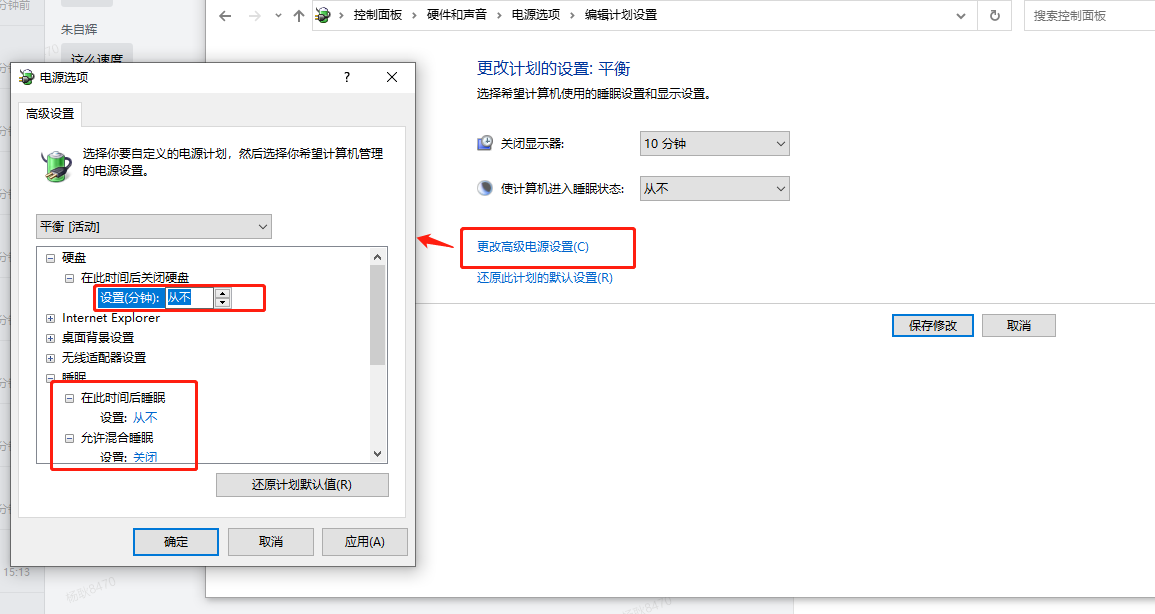 分钟前
朱自辉
这么速度
控制面板
硬件和声音
电源选项
编辑计划设置
搜索控制面板
更改计划的设置: 平衡
选择希望计算机使用的睡眠设置和显示设置。
关闭显示器:
10 分钟
使计算机进入睡眠状态:
从不
更改高级电源设置(C)
还原此计划的默认设置(R)
保存修改
取消
电源选项
?
高级设置
选择你要自定义的电源计划，然后选择你希望计算机管理
的电源设置。
平衡 [活动]
硬盘
在此时间后关闭硬盘
设置(分钟): 从不
Internet Explorer
桌面背景设置
无线适配器设置
睡眠
在此时间后睡眠
设置: 从不
允许混合睡眠
设置: 关闭
还原计划默认值(R)
确定
取消
应用(A)
15:13